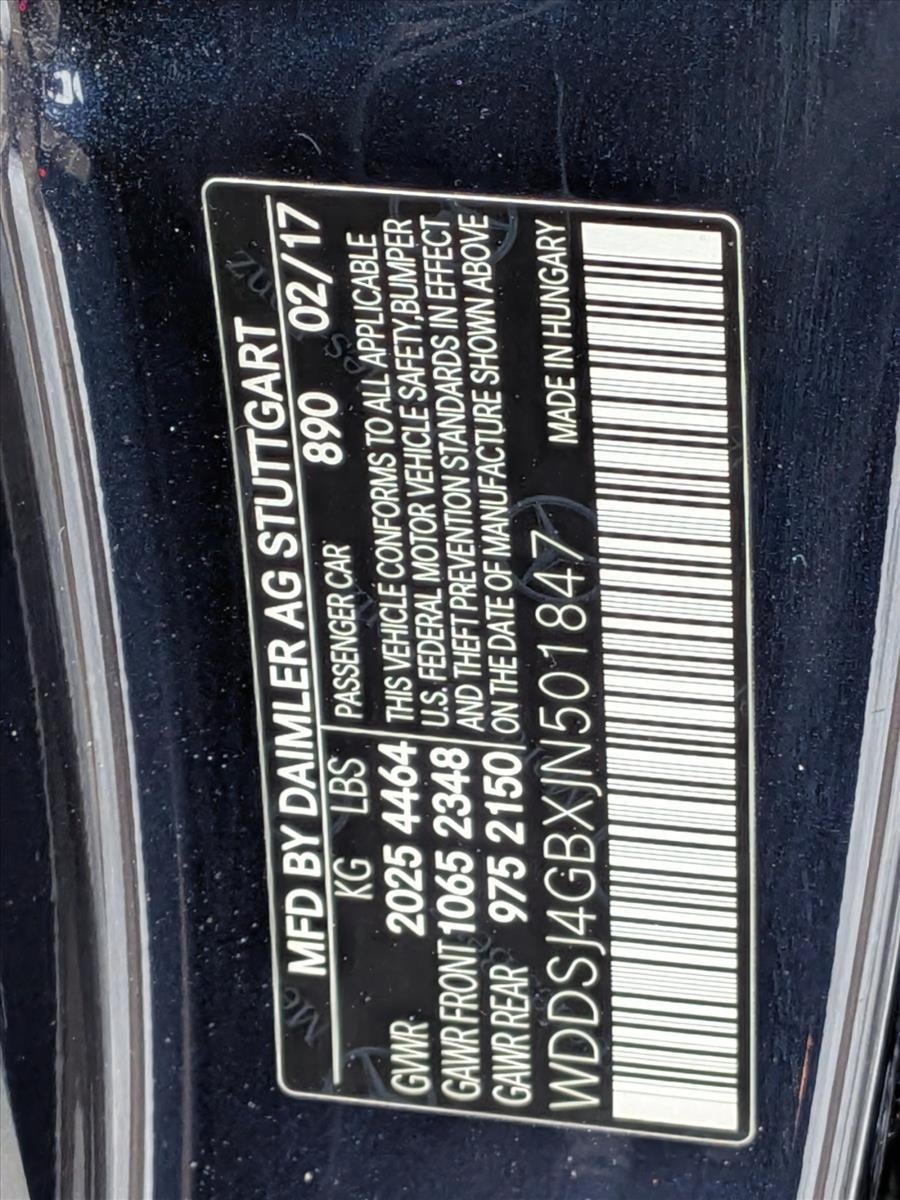 MFD BY DAIMLER AG STUTTGART
KG LBS PASSENGER CAR 890 02/17
GVWR 2025 4464 THIS VEHICLE CONFORMS TO ALL APPLICABLE
U.S. FEDERAL MOTOR VEHICLE SAFETY,BUMPER
GAWR FRONT 1065 2348 AND THEFT PREVENTION STANDARDS IN EFFECT
GAWR REAR 975 2150 ON THE DATE OF MANUFACTURE SHOWN ABOVE
WDDSJ4GBXJN501847 MADE IN HUNGARY